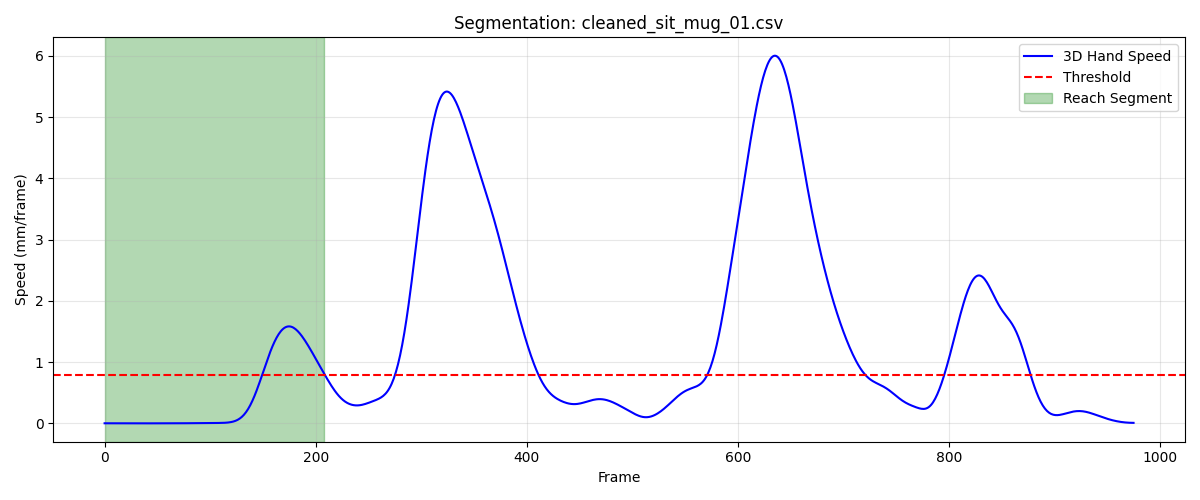 Segmentation: cleaned_sit_mug_01.csv
3D Hand Speed
Threshold
Reach Segment
Speed (mm/frame)
6
5
4
3
2
1
0
0 200 400 600 800 1000
Frame